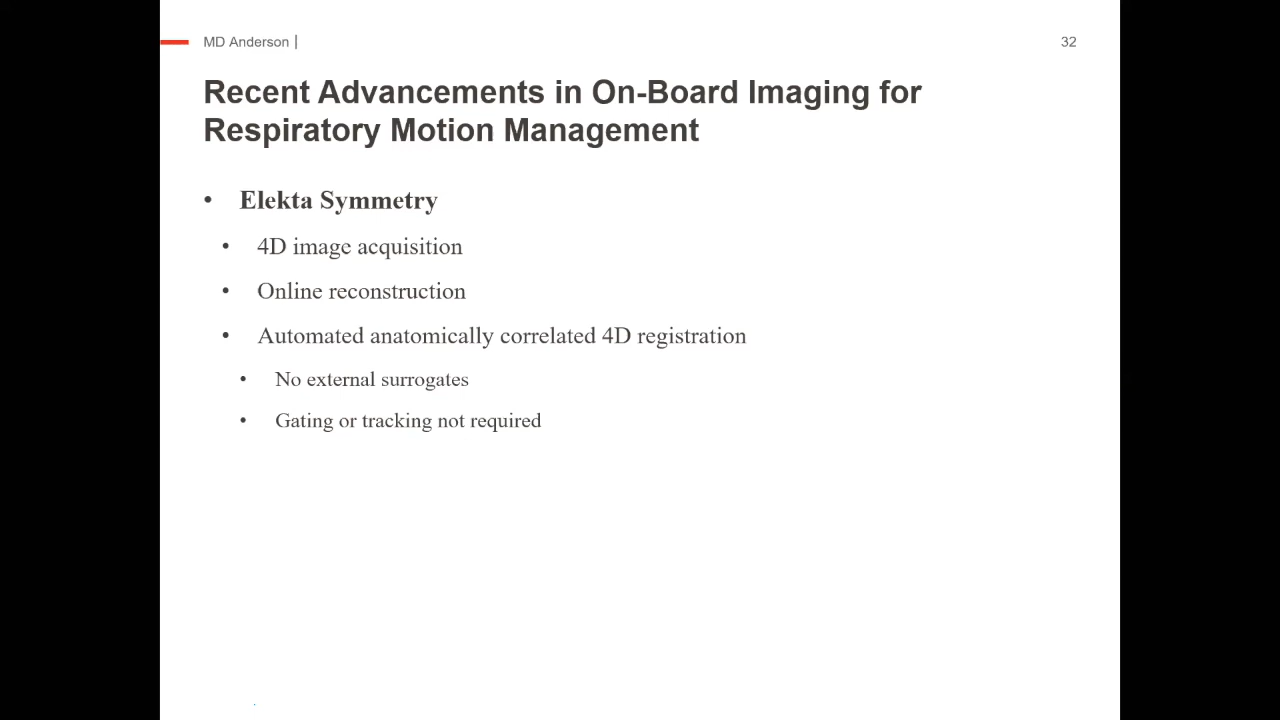 MD Anderson |
32
Recent Advancements in On-Board Imaging for
Respiratory Motion Management
• Elekta Symmetry
• 4D image acquisition
• Online reconstruction
• Automated anatomically correlated 4D registration
• No external surrogates
• Gating or tracking not required